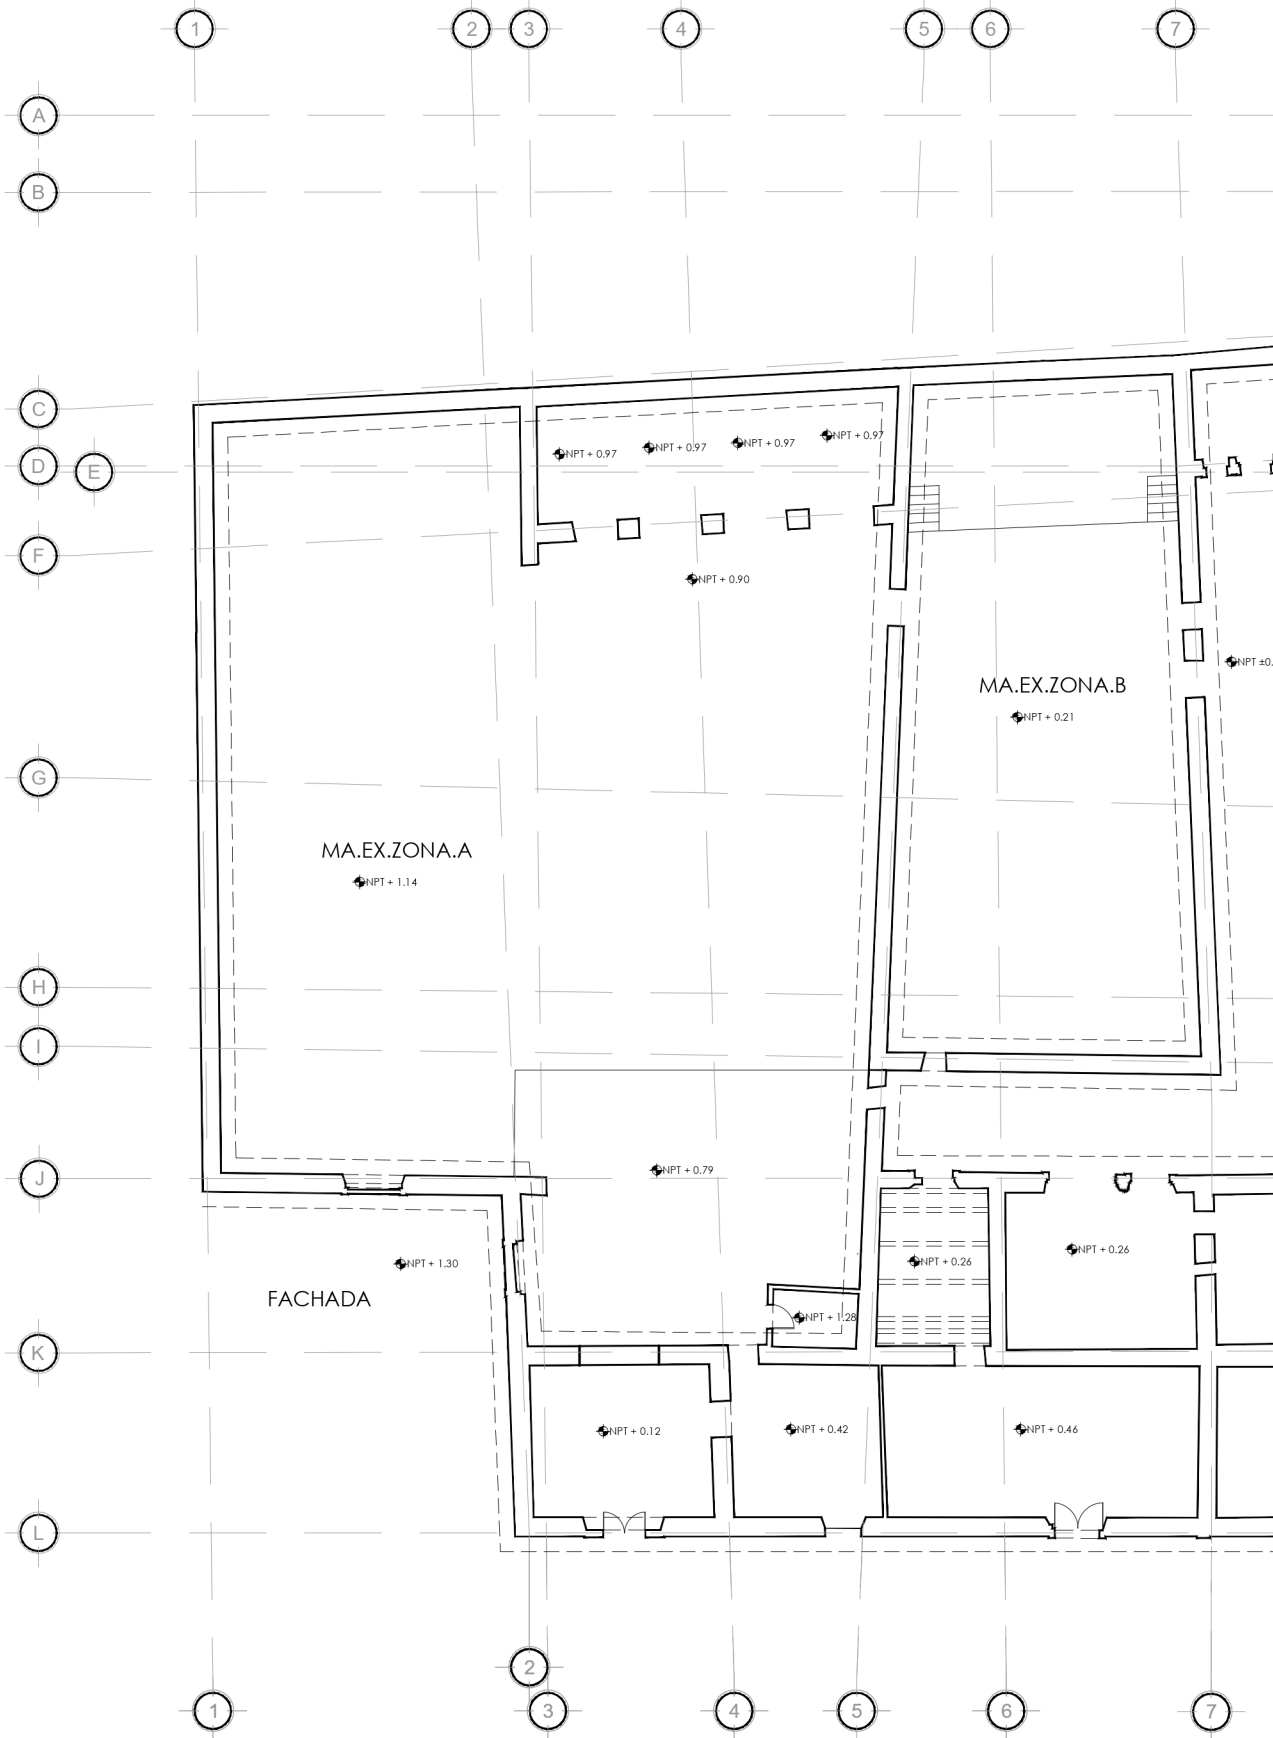 1 2 3 4 5 6 7
A
B
C
NPT + 0.97 NPT + 0.97 NPT + 0.97 NPT + 0.97
D E
F
NPT + 0.90
NPT ±0.
MA.EX.ZONA.B
NPT + 0.21
G
MA.EX.ZONA.A
NPT + 1.14
H
I
J
NPT + 0.79
NPT + 1.30 NPT + 0.26 NPT + 0.26
FACHADA
NPT + 1.28
K
NPT + 0.12 NPT + 0.42 NPT + 0.46
L
2
1 3 4 5 6 7